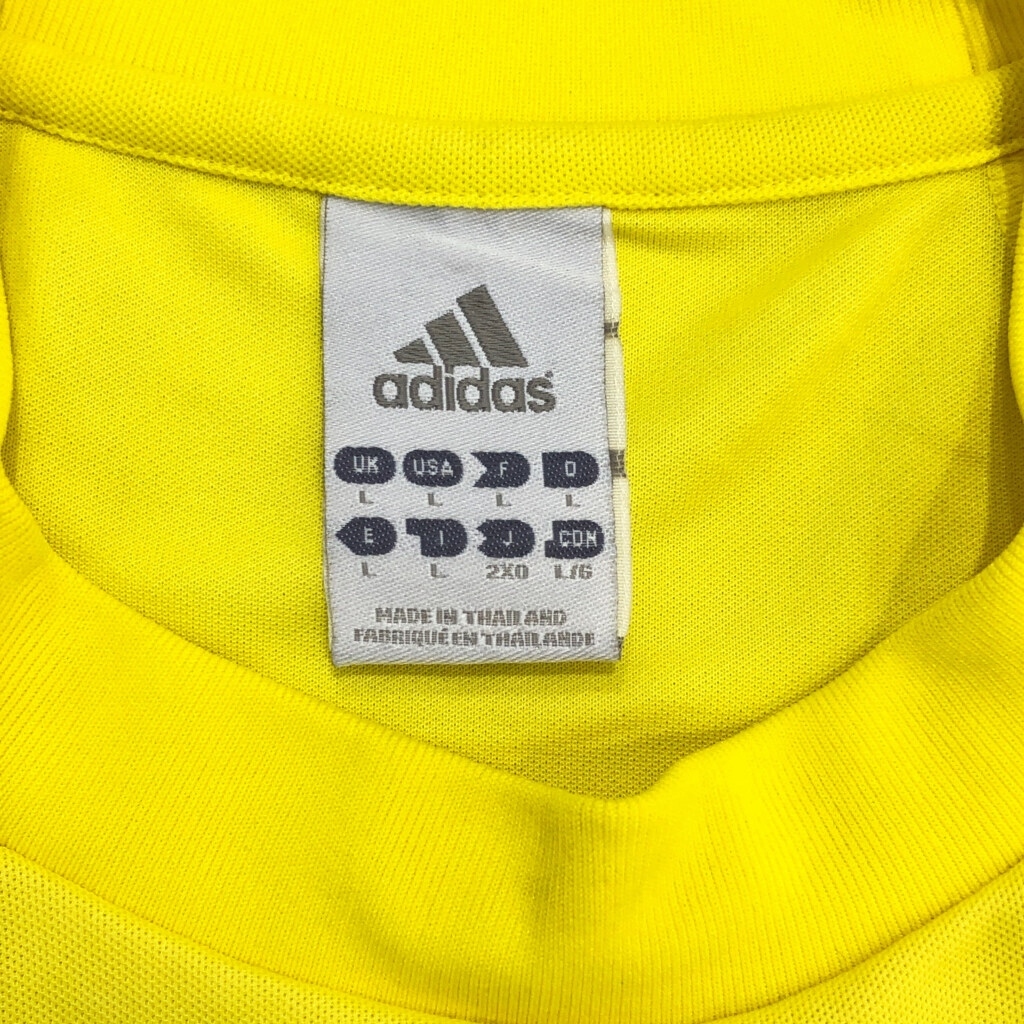 adidas®
UK USA F D
L L L L
E I J CDN
L L 2XO L/G
MADE IN THAILAND
FABRIQUÉ EN THAÏLANDE